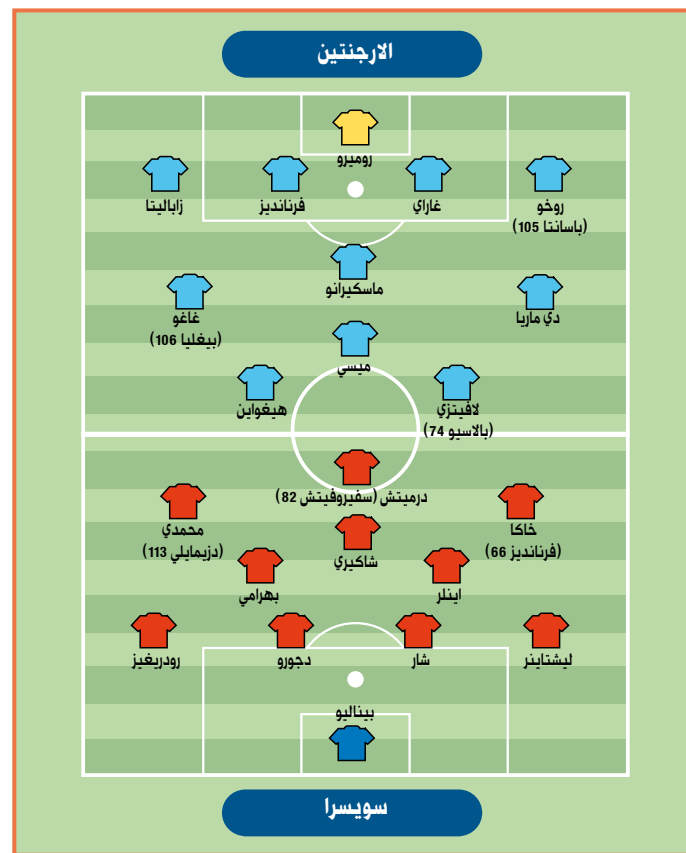 الارجنتين
روميرو
روخو
(باسانتا 105)
غاراي
فرنانديز
زاباليتا
ماسكيرانو
دي ماريا
غاغو
(بيغليا 106)
ميسي
لافيتزي
(بالاسيو 74)
هيغواين
درميتش (سفيروفيتش 82)
خاكا
(فرنانديز 66)
شاكيري
محمدي
(دزيمايلي 113)
اينلر
بهرامي
ليشتاينر
شار
دجورو
رودريغيز
بيناليو
سويسرا